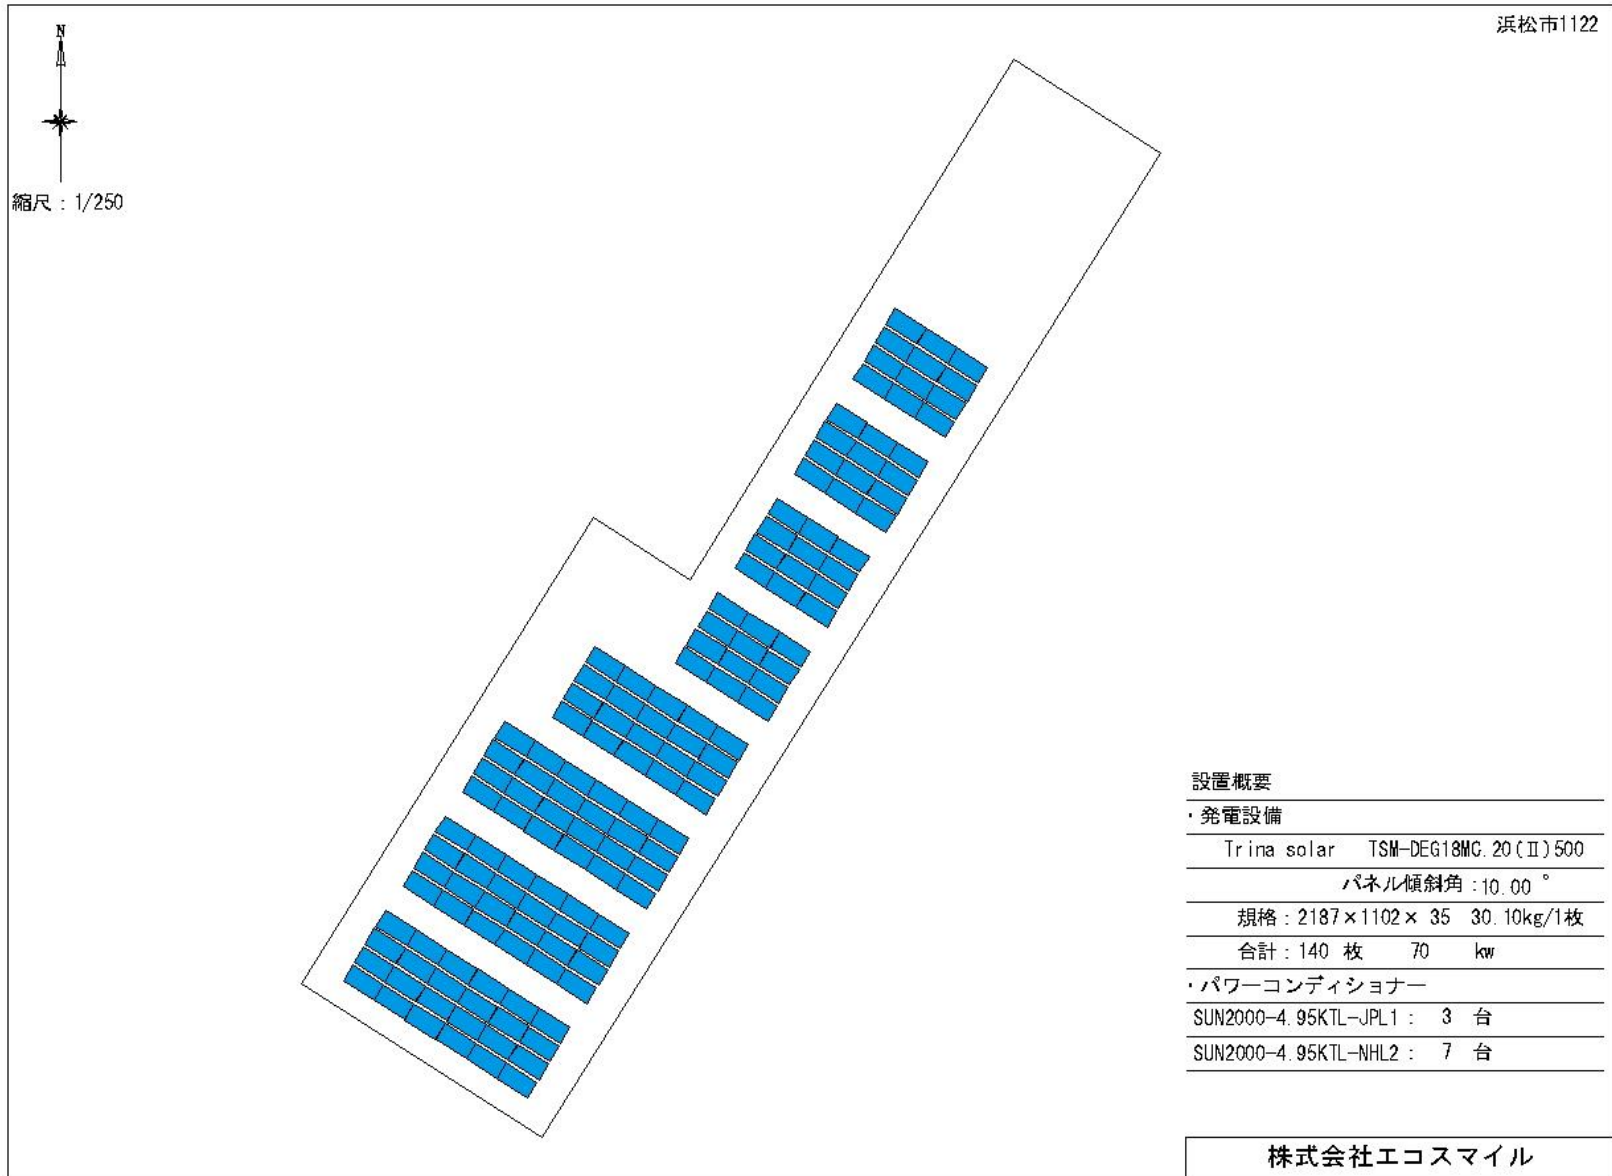 浜松市1122
N
縮尺：1/250
設置概要
・発電設備
Trina solar TSM-DEG18MC.20(Ⅱ)500
パネル傾斜角：10.00°
規格：2187×1102× 35 30.10kg/1枚
合計：140 枚 70 kw
・パワーコンディショナー
SUN2000-4.95KTL-JPL1： 3 台
SUN2000-4.95KTL-NHL2： 7 台
株式会社エコスマイル